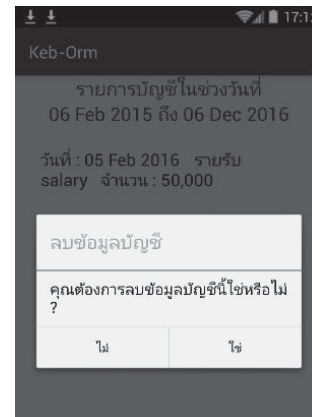 17:1
Keb-Orm
รายการบัญชีในช่วงวันที่
06 Feb 2015 ถึง 06 Dec 2016
วันที่ : 05 Feb 2016 รายรับ
salary จำนวน : 50,000
ลบข้อมูลบัญชี
คุณต้องการลบข้อมูลบัญชีนี้ใช่หรือไม่
?
ไม่ ใช่